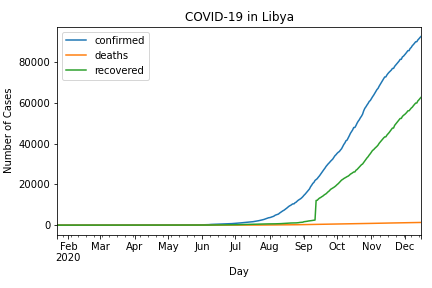 COVID-19 in Libya
confirmed
deaths
recovered
Number of Cases
80000
60000
40000
20000
0
Feb Mar Apr May Jun Jul Aug Sep Oct Nov Dec
2020
Day